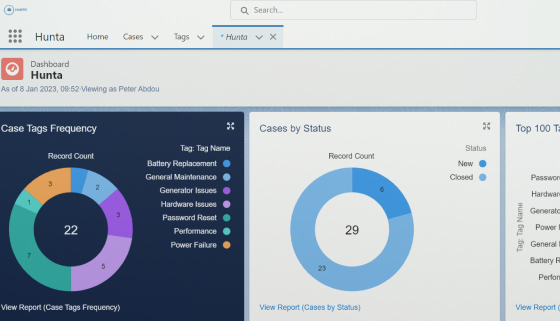 Search...
Hunta
Home
Cases
Tags
* Hunta
Dashboard
Hunta
As of 8 Jan 2023, 09:52·Viewing as Peter Abdou
Case Tags Frequency
Record Count
Tag: Tag Name
Battery Replacement
General Maintenance
Generator Issues
Hardware Issues
Password Reset
Performance
Power Failure
3
2
3
5
7
1
22
View Report (Case Tags Frequency)
Cases by Status
Record Count
Status
New
Closed
6
23
29
View Report (Cases by Status)
Top 100 Ta
Tag: Tag Name
Passwor
Hardwar
Generato
Power F
General M
Battery R
Perform
View Report (